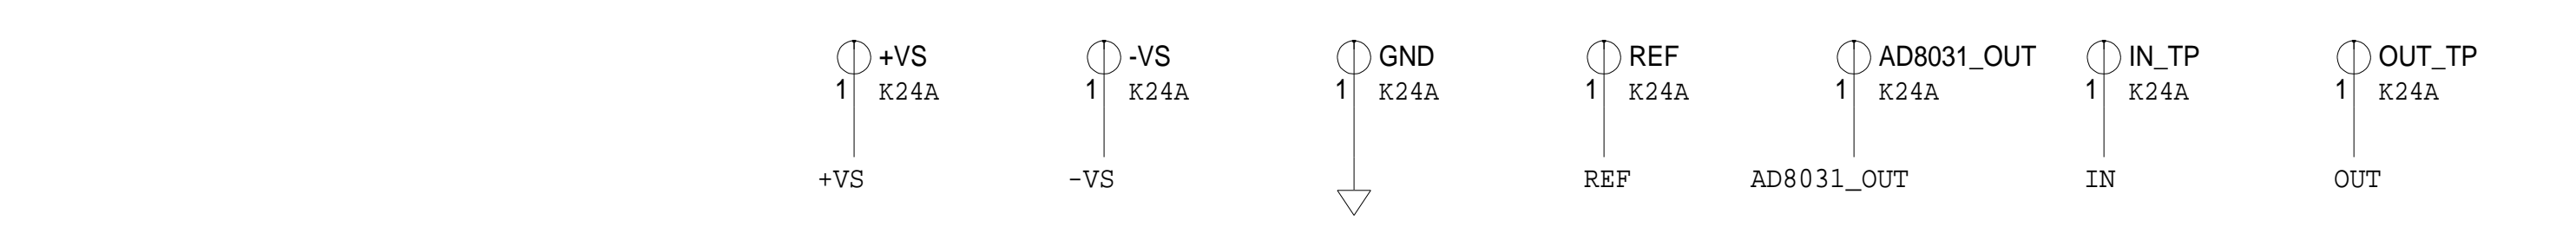 +VS -VS GND REF AD8031_OUT IN_TP OUT_TP
1 K24A 1 K24A 1 K24A 1 K24A 1 K24A 1 K24A 1 K24A
+VS -VS REF AD8031_OUT IN OUT